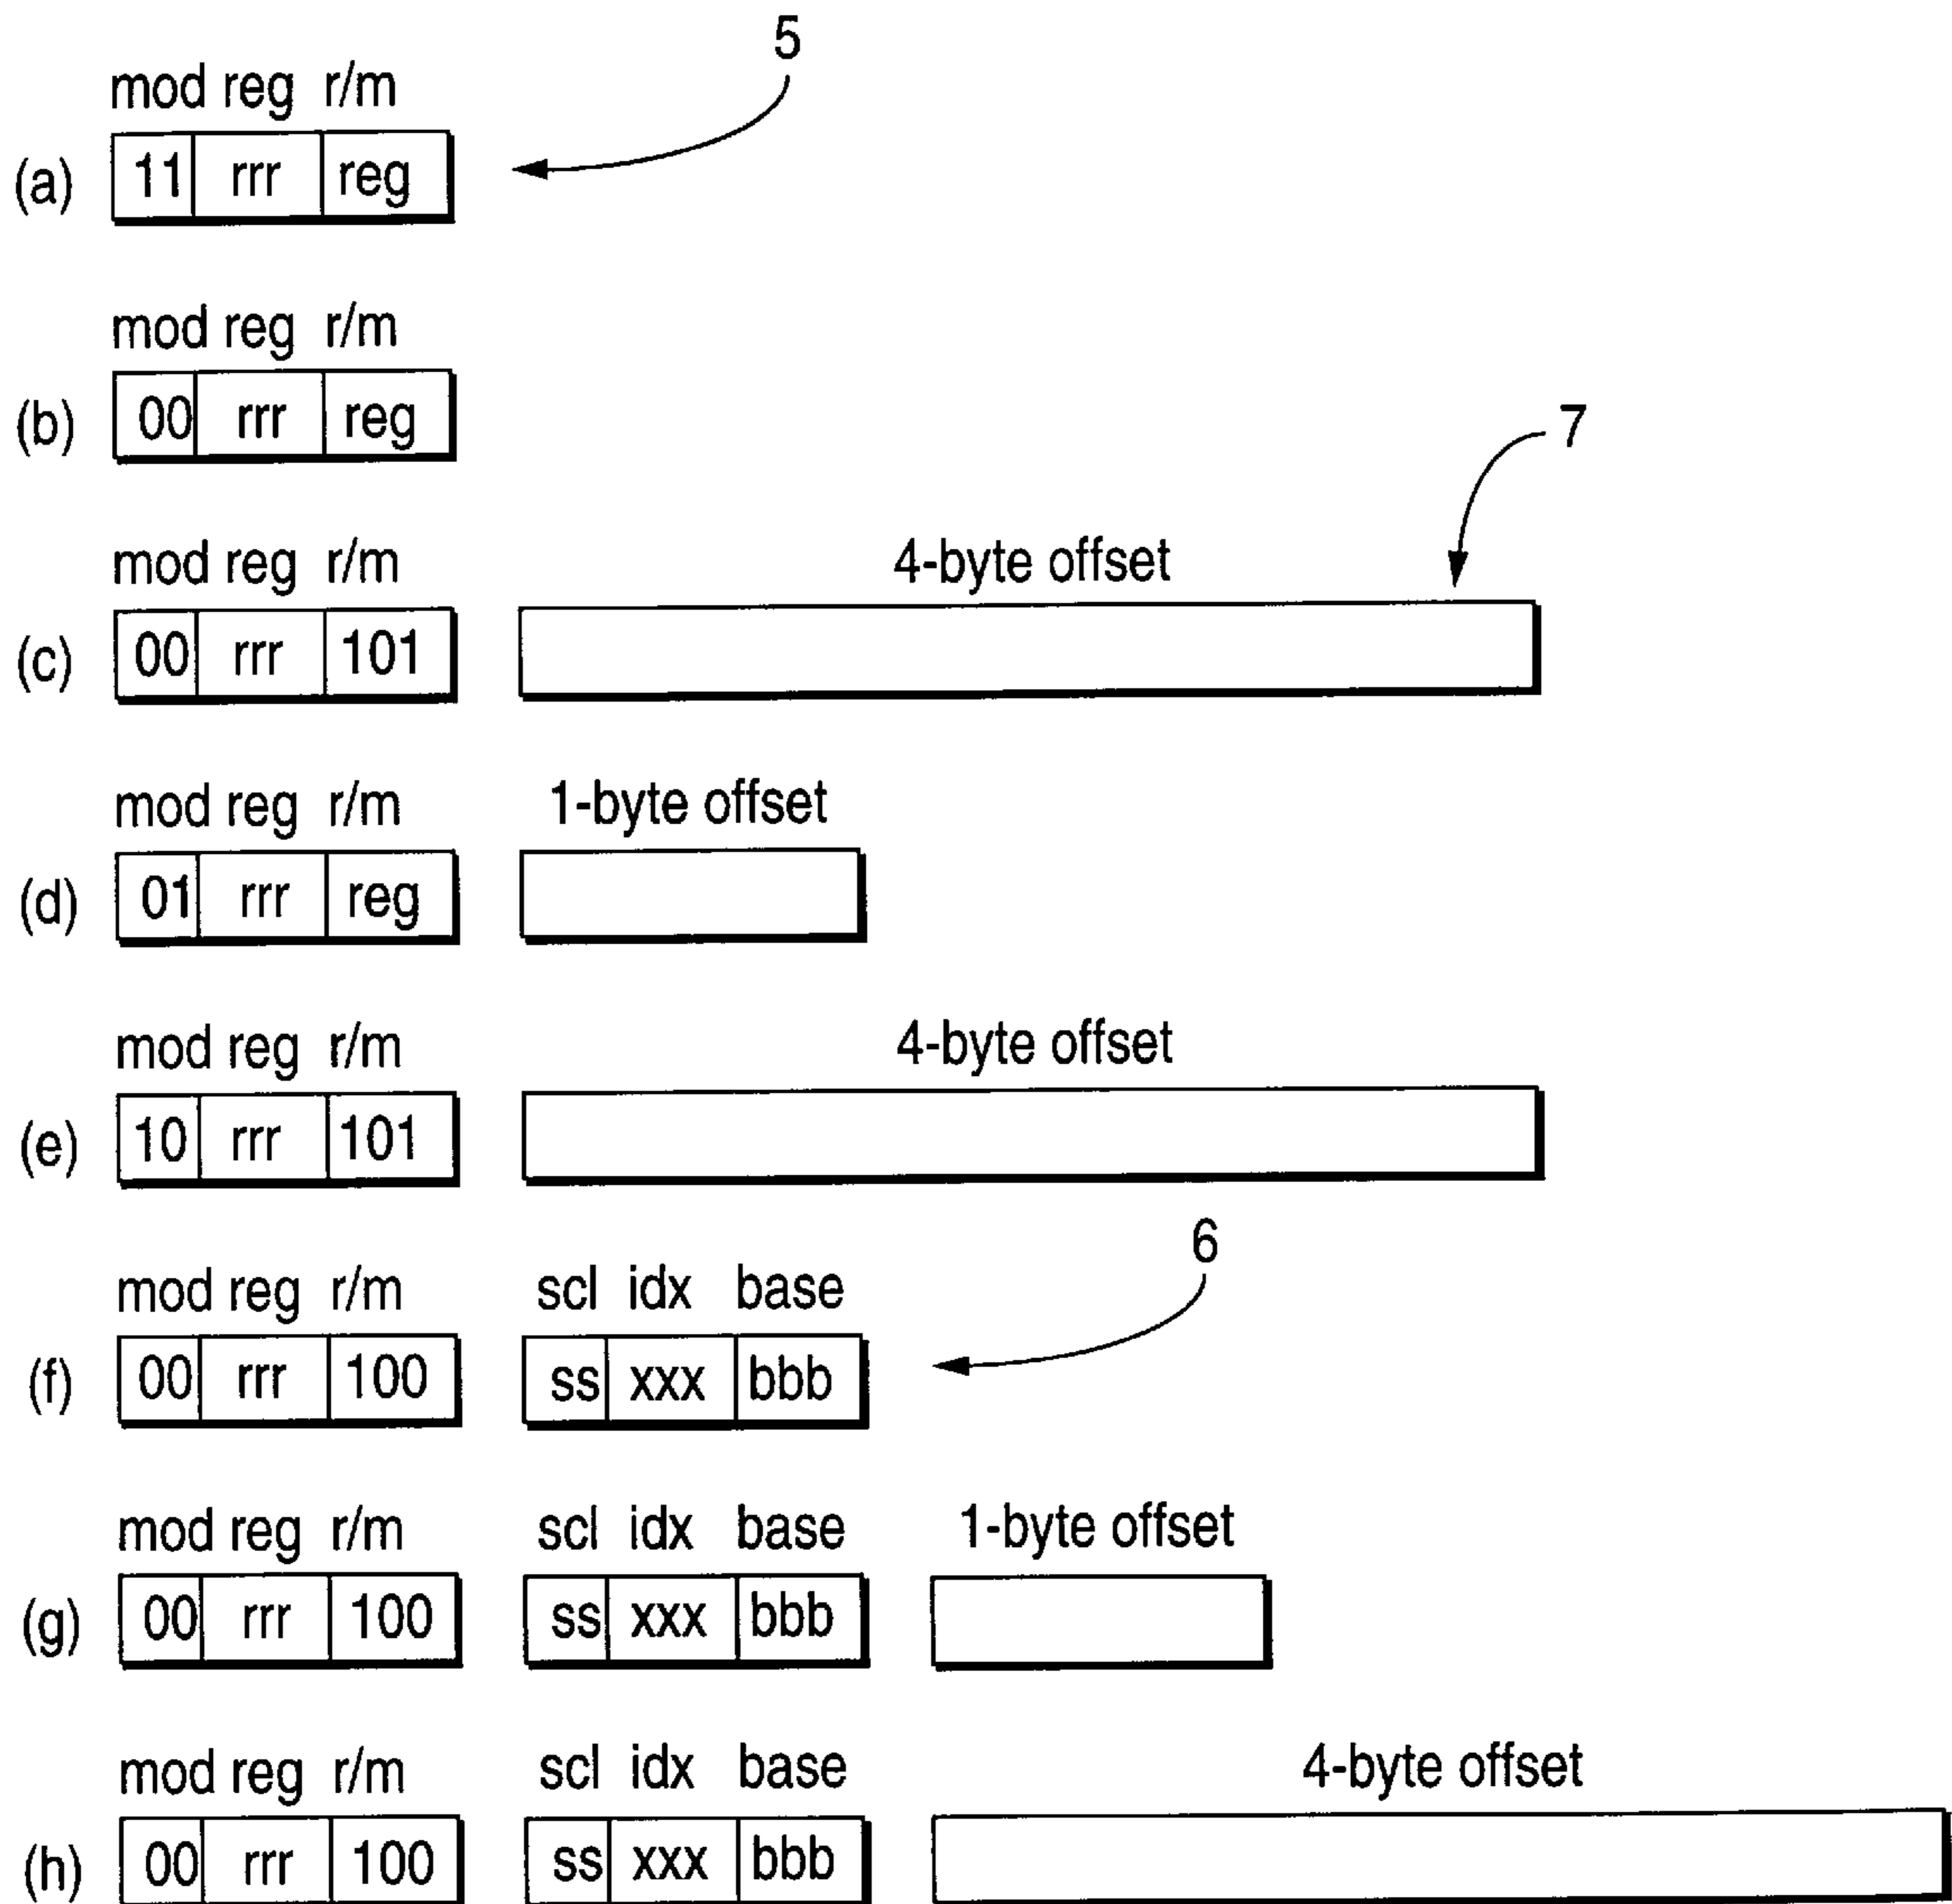 5
mod reg r/m
(a) 11 rrr reg
mod reg r/m
(b) 00 rrr reg
7
mod reg r/m 4-byte offset
(c) 00 rrr 101
mod reg r/m 1-byte offset
(d) 01 rrr reg
mod reg r/m 4-byte offset
(e) 10 rrr 101
6
mod reg r/m scl idx base
(f) 00 rrr 100 ss xxx bbb
mod reg r/m scl idx base 1-byte offset
(g) 00 rrr 100 ss xxx bbb
mod reg r/m scl idx base 4-byte offset
(h) 00 rrr 100 ss xxx bbb